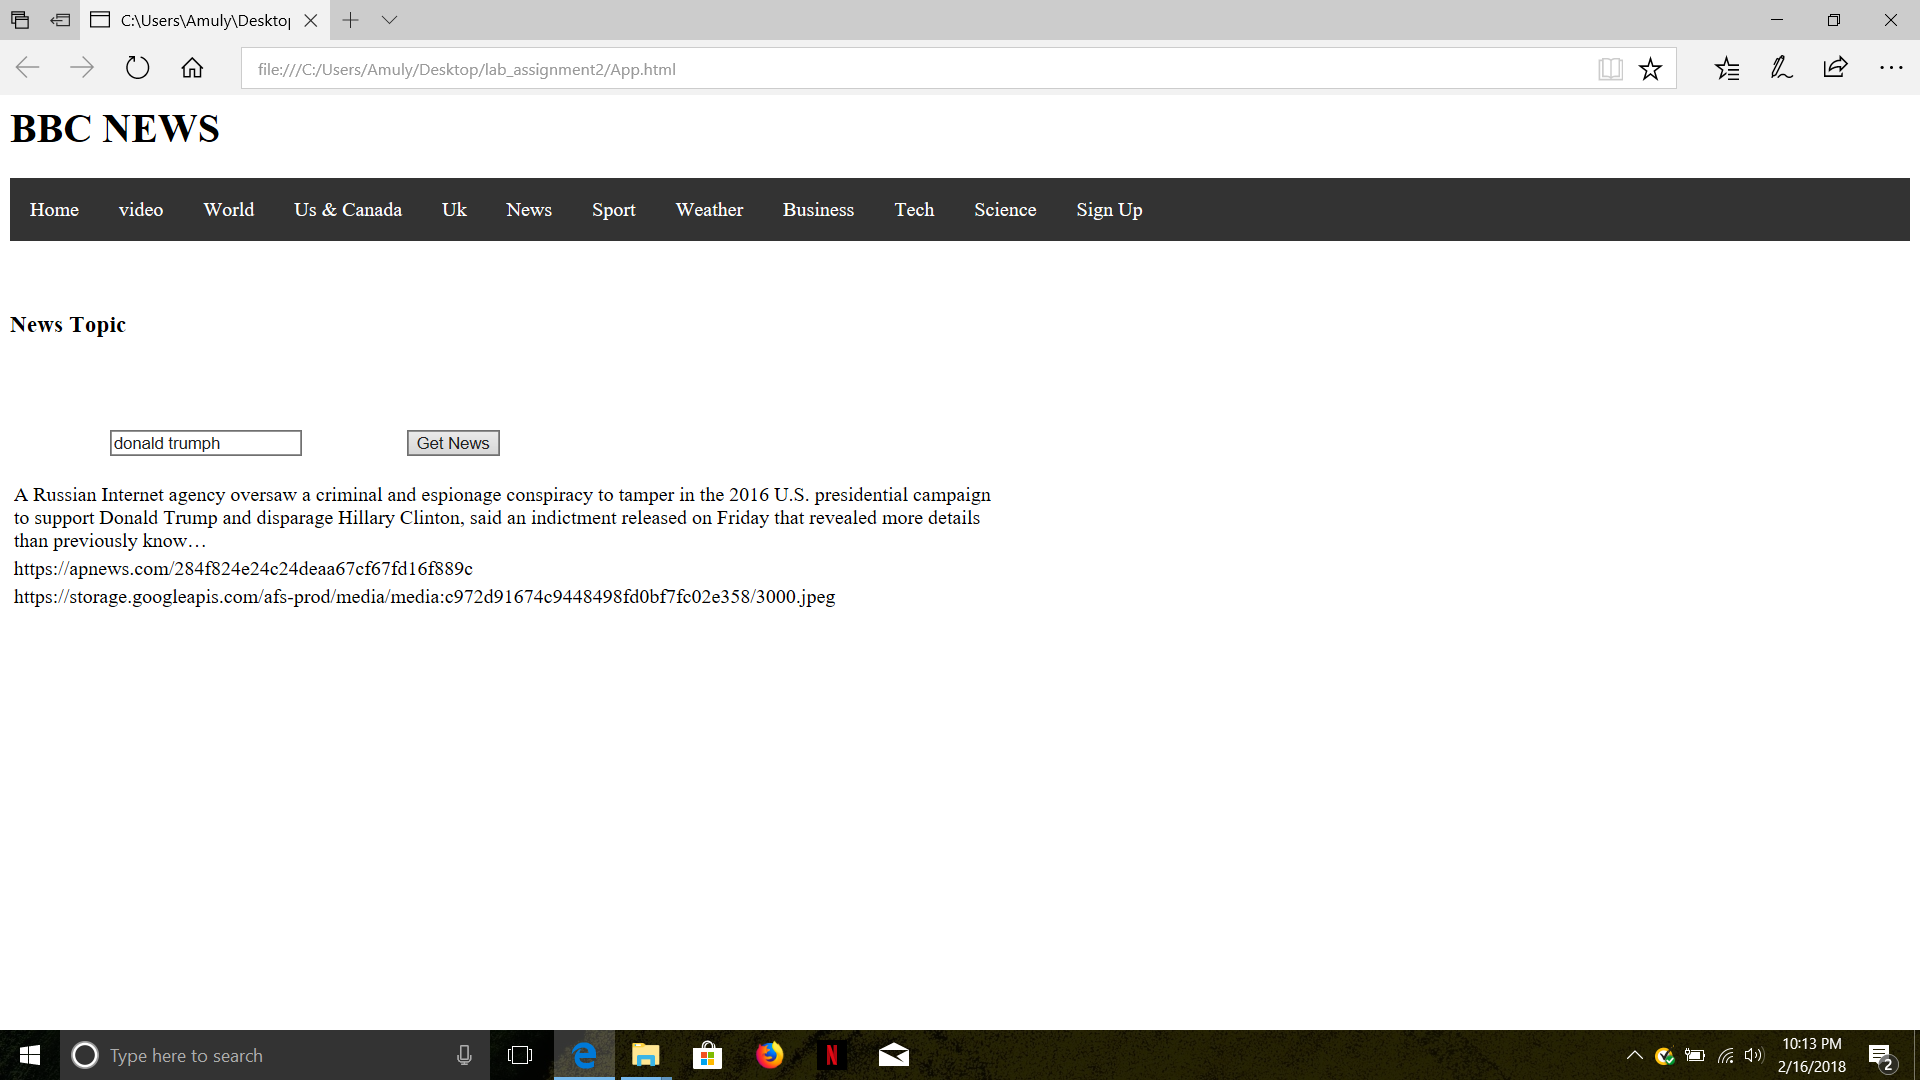 C:\Users\Amuly\Desktop
file:///C:/Users/Amuly/Desktop/lab_assignment2/App.html
BBC NEWS
Home video World Us & Canada Uk News Sport Weather Business Tech Science Sign Up
News Topic
donald trumph Get News
A Russian Internet agency oversaw a criminal and espionage conspiracy to tamper in the 2016 U.S. presidential campaign
to support Donald Trump and disparage Hillary Clinton, said an indictment released on Friday that revealed more details
than previously know…
https://apnews.com/284f824e24c24deaa67cf67fd16f889c
https://storage.googleapis.com/afs-prod/media/media:c972d91674c9448498fd0bf7fc02e358/3000.jpeg
Type here to search
N
10:13 PM
2/16/2018
2